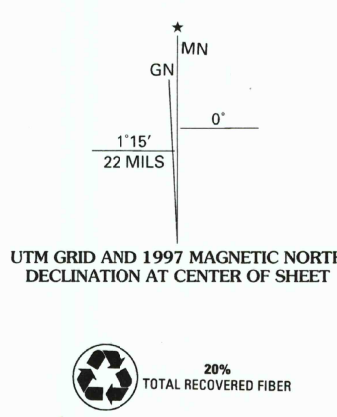 ★
MN
GN
0°
1°15′
22 MILS
UTM GRID AND 1997 MAGNETIC NORTH
DECLINATION AT CENTER OF SHEET
20%
TOTAL RECOVERED FIBER